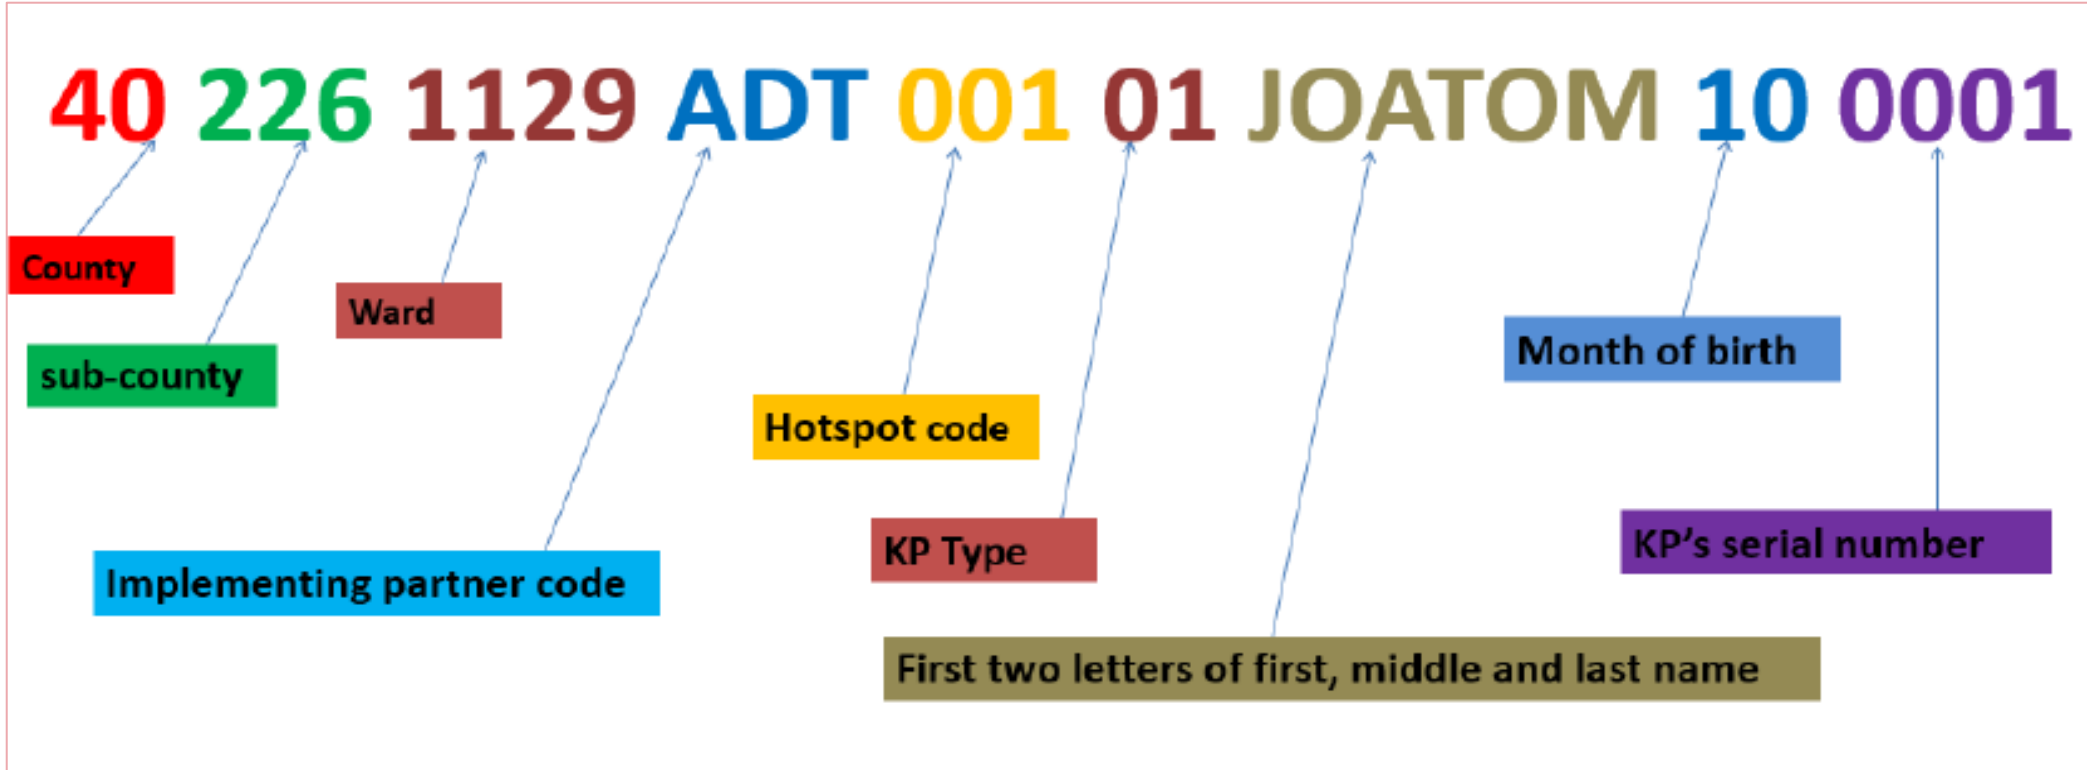 40 226 1129 ADT 001 01 JOATOM 10 0001
County
Ward
sub-county
Month of birth
Hotspot code
KP Type
KP's serial number
Implementing partner code
First two letters of first, middle and last name